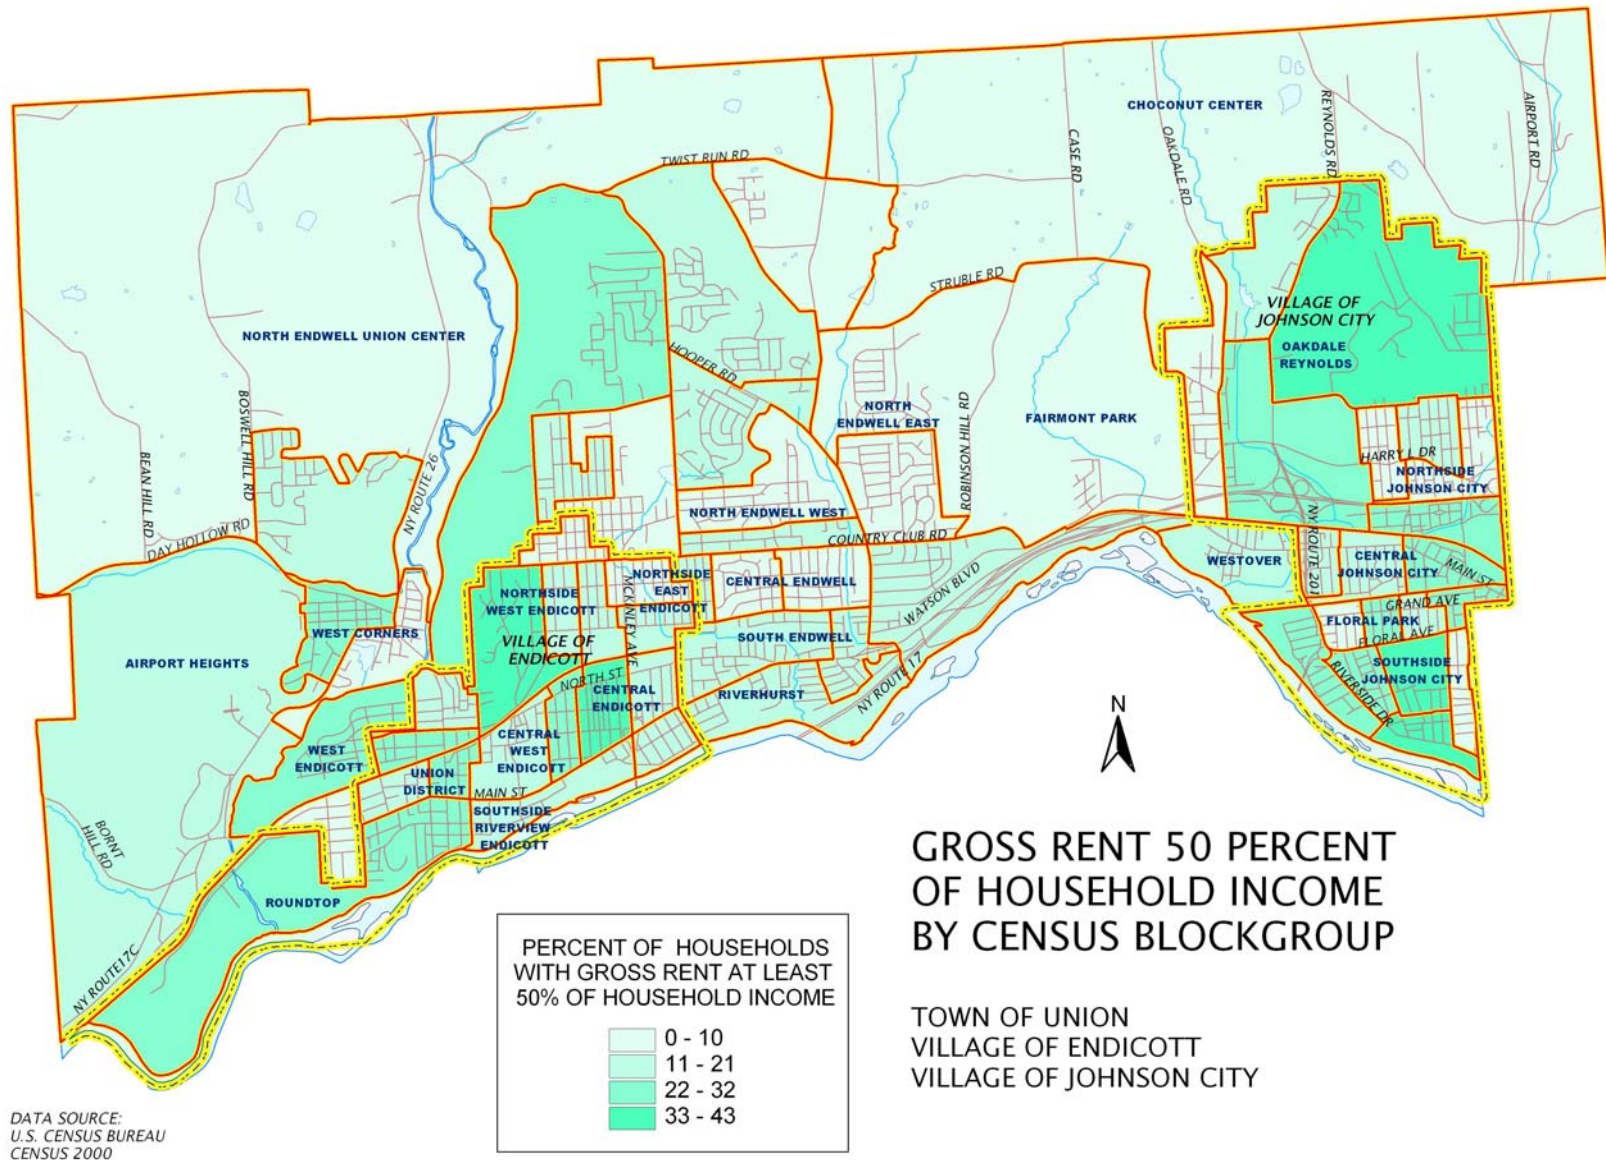 CHOCONUT CENTER
REYNOLDS RD
AIRPORT RD
CASE RD
OAKDALE RD
TWIST RUN RD
STRUBLE RD
VILLAGE OF
JOHNSON CITY
OAKDALE
REYNOLDS
NORTH ENDWELL UNION CENTER
HOOPER RD
BOSWELL HILL RD
BEAN HILL RD
NY ROUTE 26
DAY HOLLOW RD
NORTH
ENDWELL EAST
ROBINSON HILL RD
FAIRMONT PARK
HARRY L DR
NORTHSIDE
JOHNSON CITY
NORTH ENDWELL WEST
COUNTRY CLUB RD
NY ROUTE 201
WESTOVER
CENTRAL
JOHNSON CITY
MAIN ST
NORTHSIDE
WEST ENDICOTT
MCKINLEY AVE
NORTHSIDE
EAST
ENDICOTT
CENTRAL ENDWELL
WATSON BLVD
GRAND AVE
FLORAL PARK
FLORAL AVE
WEST CORNERS
VILLAGE OF
ENDICOTT
SOUTH ENDWELL
AIRPORT HEIGHTS
NORTH ST
CENTRAL
ENDICOTT
RIVERHURST
NY ROUTE 17
SOUTHSIDE
JOHNSON CITY
RIVERSIDE DR
WEST
ENDICOTT
CENTRAL
WEST
ENDICOTT
UNION
DISTRICT
MAIN ST
SOUTHSIDE
RIVERVIEW
ENDICOTT
BORNT
HILL RD
ROUNDTOP
NY ROUTE17C
N
GROSS RENT 50 PERCENT
OF HOUSEHOLD INCOME
BY CENSUS BLOCKGROUP
TOWN OF UNION
VILLAGE OF ENDICOTT
VILLAGE OF JOHNSON CITY
PERCENT OF HOUSEHOLDS
WITH GROSS RENT AT LEAST
50% OF HOUSEHOLD INCOME
0 - 10
11 - 21
22 - 32
33 - 43
DATA SOURCE:
U.S. CENSUS BUREAU
CENSUS 2000